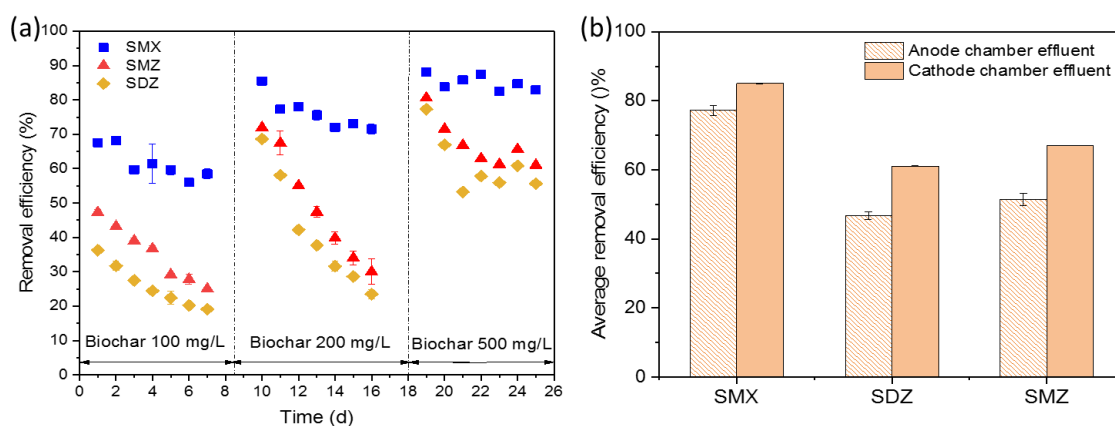 (a)
Removal efficiency (%)
100
90
80
70
60
50
40
30
20
10
0
SMX
SMZ
SDZ
Biochar 100 mg/L
Biochar 200 mg/L
Biochar 500 mg/L
0 2 4 6 8 10 12 14 16 18 20 22 24 26
Time (d)
(b)
Average removal efficiency ()%
100
80
60
40
20
0
Anode chamber effluent
Cathode chamber effluent
SMX SDZ SMZ